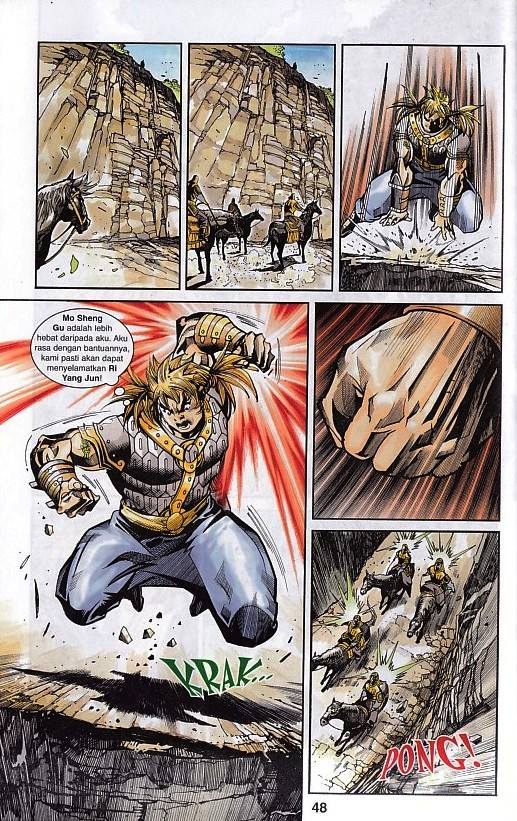 Mo Sheng
Gu adalah lebih
hebat daripada aku. Aku
rasa dengan bantuannya,
kami pasti akan dapat
menyelamatkan Ri
Yang Jun!
KRAK...
PONG!
48